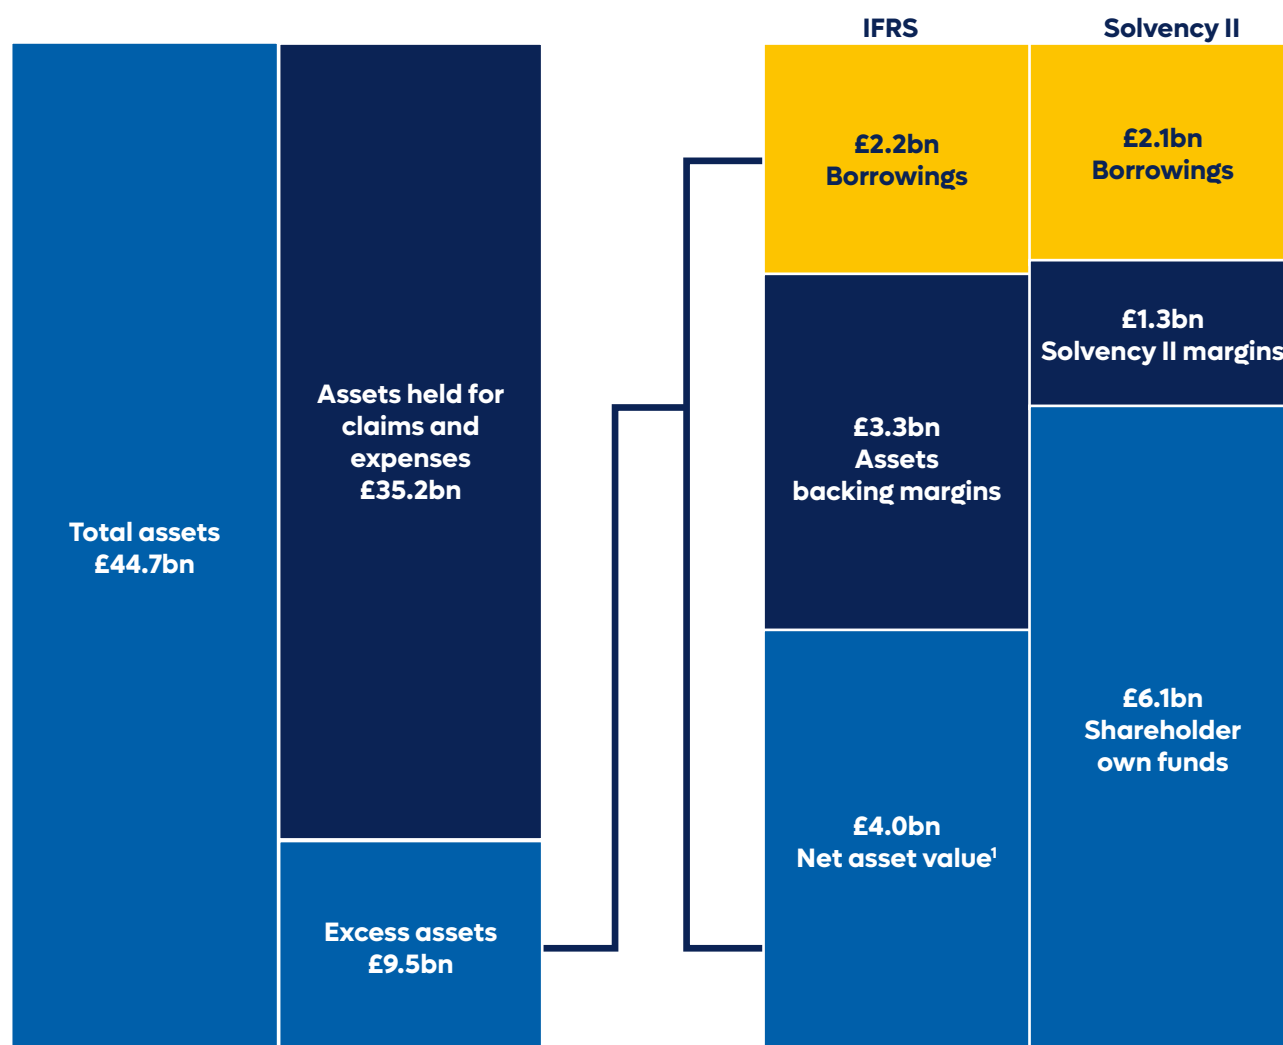 IFRS
Solvency II
Total assets
£44.7bn
Assets held for
claims and
expenses
£35.2bn
Excess assets
£9.5bn
£2.2bn
Borrowings
£3.3bn
Assets
backing margins
£4.0bn
Net asset value¹
£2.1bn
Borrowings
£1.3bn
Solvency II margins
£6.1bn
Shareholder
own funds